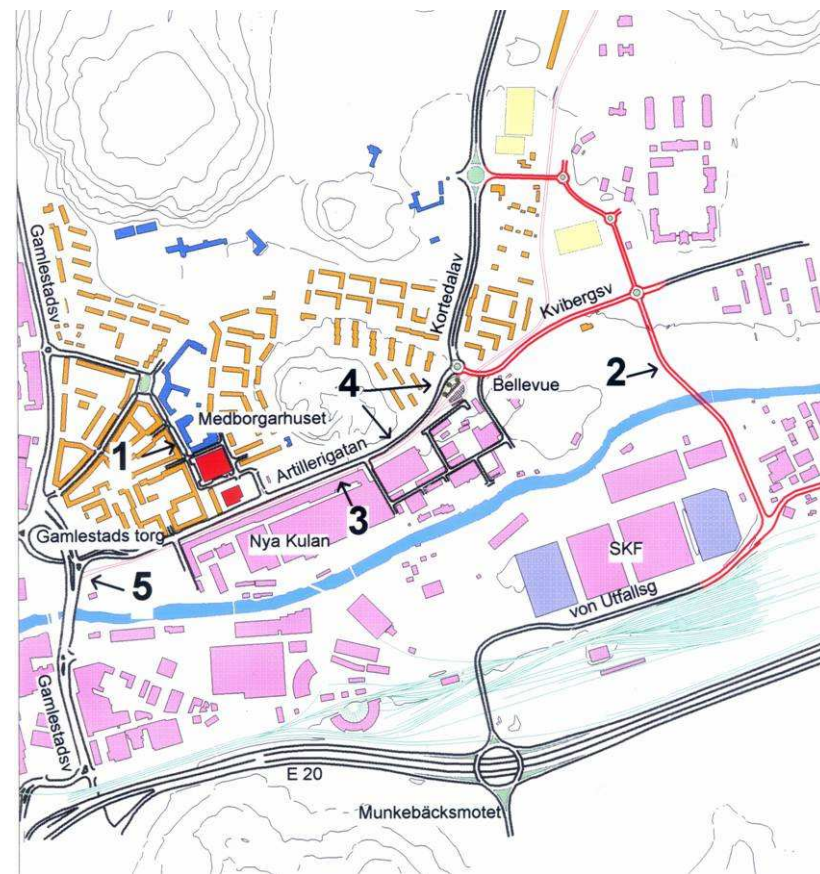 Gamlestadsv
Kortedalav
Kvibergsv
2
4
Bellevue
Medborgarhuset
1
Artillerigatan
3
Gamlestads torg
Nya Kulan
SKF
5
von Utfallsg
Gamlestadsv
E 20
Munkebäcksmotet